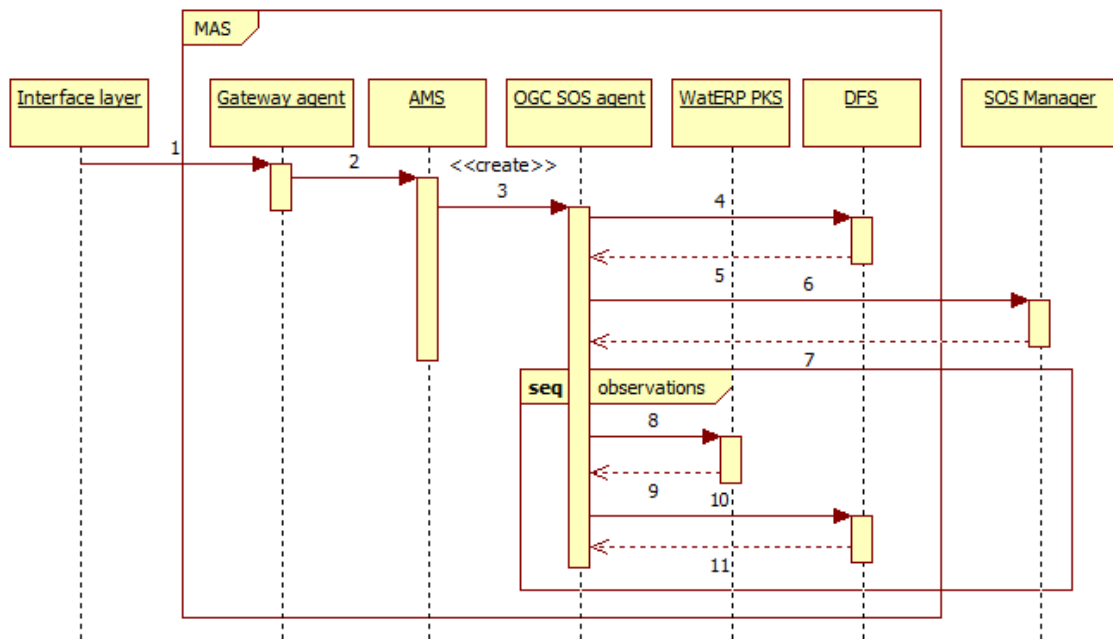 MAS
Interface layer
Gateway agent
AMS
OGC SOS agent
WatERP PKS
DFS
SOS Manager
1
2
<<create>>
3
4
5
6
7
seq observations
8
9
10
11